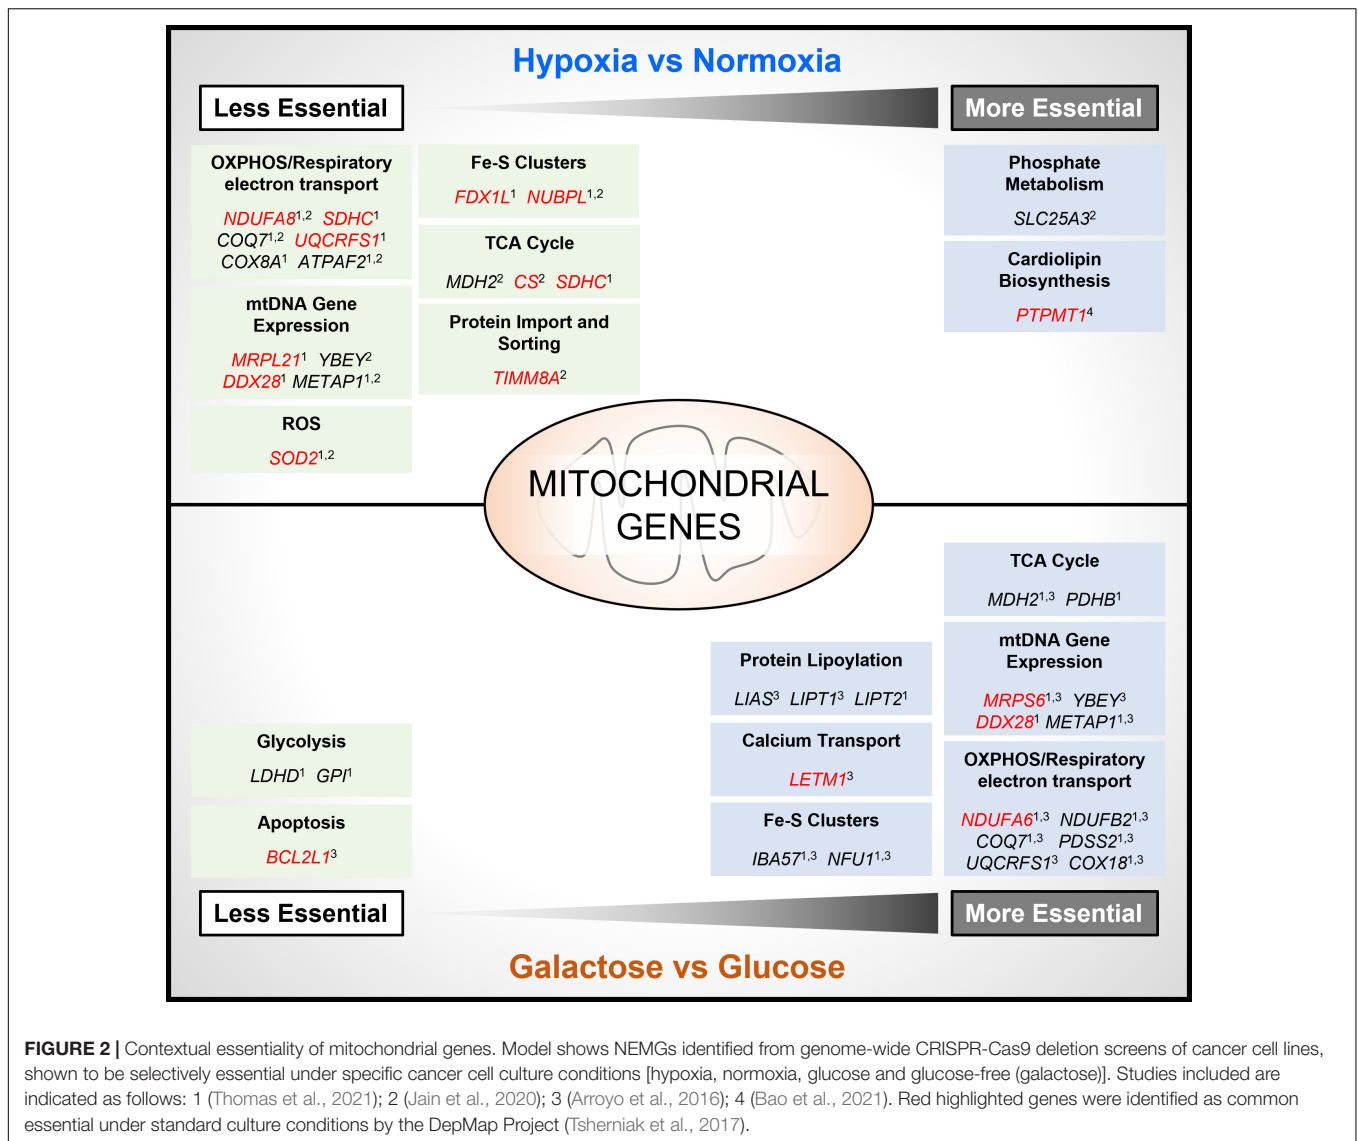 Hypoxia vs Normoxia
Less Essential
More Essential
OXPHOS/Respiratory
electron transport
NDUFA81,2 SDHC1
COQ71,2 UQCRFS11
COX8A1 ATPAF21,2
mtDNA Gene
Expression
MRPL211 YBEY2
DDX281 METAP11,2
ROS
SOD21,2
Fe-S Clusters
FDX1L1 NUBPL1,2
TCA Cycle
MDH22 CS2 SDHC1
Protein Import and
Sorting
TIMM8A2
Phosphate
Metabolism
SLC25A32
Cardiolipin
Biosynthesis
PTPMT14
MITOCHONDRIAL
GENES
Glycolysis
LDHD1 GPI1
Apoptosis
BCL2L13
Protein Lipoylation
LIAS3 LIPT13 LIPT21
Calcium Transport
LETM13
Fe-S Clusters
IBA571,3 NFU11,3
TCA Cycle
MDH21,3 PDHB1
mtDNA Gene
Expression
MRPS61,3 YBEY3
DDX281 METAP11,3
OXPHOS/Respiratory
electron transport
NDUFA61,3 NDUFB21,3
COQ71,3 PDSS21,3
UQCRFS13 COX181,3
Less Essential
More Essential
Galactose vs Glucose
FIGURE 2 | Contextual essentiality of mitochondrial genes. Model shows NEMGs identified from genome-wide CRISPR-Cas9 deletion screens of cancer cell lines,
shown to be selectively essential under specific cancer cell culture conditions [hypoxia, normoxia, glucose and glucose-free (galactose)]. Studies included are
indicated as follows: 1 (Thomas et al., 2021); 2 (Jain et al., 2020); 3 (Arroyo et al., 2016); 4 (Bao et al., 2021). Red highlighted genes were identified as common
essential under standard culture conditions by the DepMap Project (Tsherniak et al., 2017).